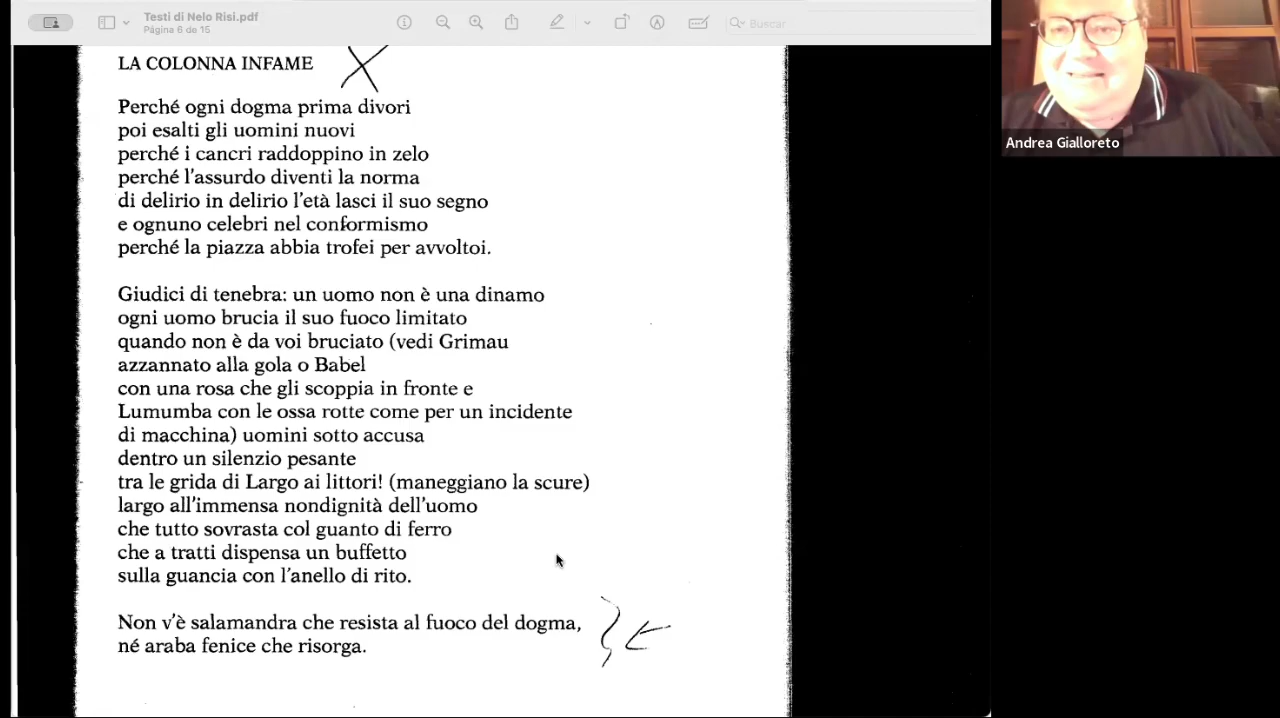 Testi di Nelo Risi.pdf
Página 6 de 15
Buscar
LA COLONNA INFAME
Perché ogni dogma prima divori
poi esalti gli uomini nuovi
perché i cancri raddoppino in zelo
perché l'assurdo diventi la norma
di delirio in delirio l'età lasci il suo segno
e ognuno celebri nel conformismo
perché la piazza abbia trofei per avvoltoi.
Giudici di tenebra: un uomo non è una dinamo
ogni uomo brucia il suo fuoco limitato
quando non è da voi bruciato (vedi Grimau
azzannato alla gola o Babel
con una rosa che gli scoppia in fronte e
Lumumba con le ossa rotte come per un incidente
di macchina) uomini sotto accusa
dentro un silenzio pesante
tra le grida di Largo ai littori! (maneggiano la scure)
largo all'immensa nondignità dell'uomo
che tutto sovrasta col guanto di ferro
che a tratti dispensa un buffetto
sulla guancia con l'anello di rito.
Non v'è salamandra che resista al fuoco del dogma,
né araba fenice che risorga.
Andrea Gialloreto